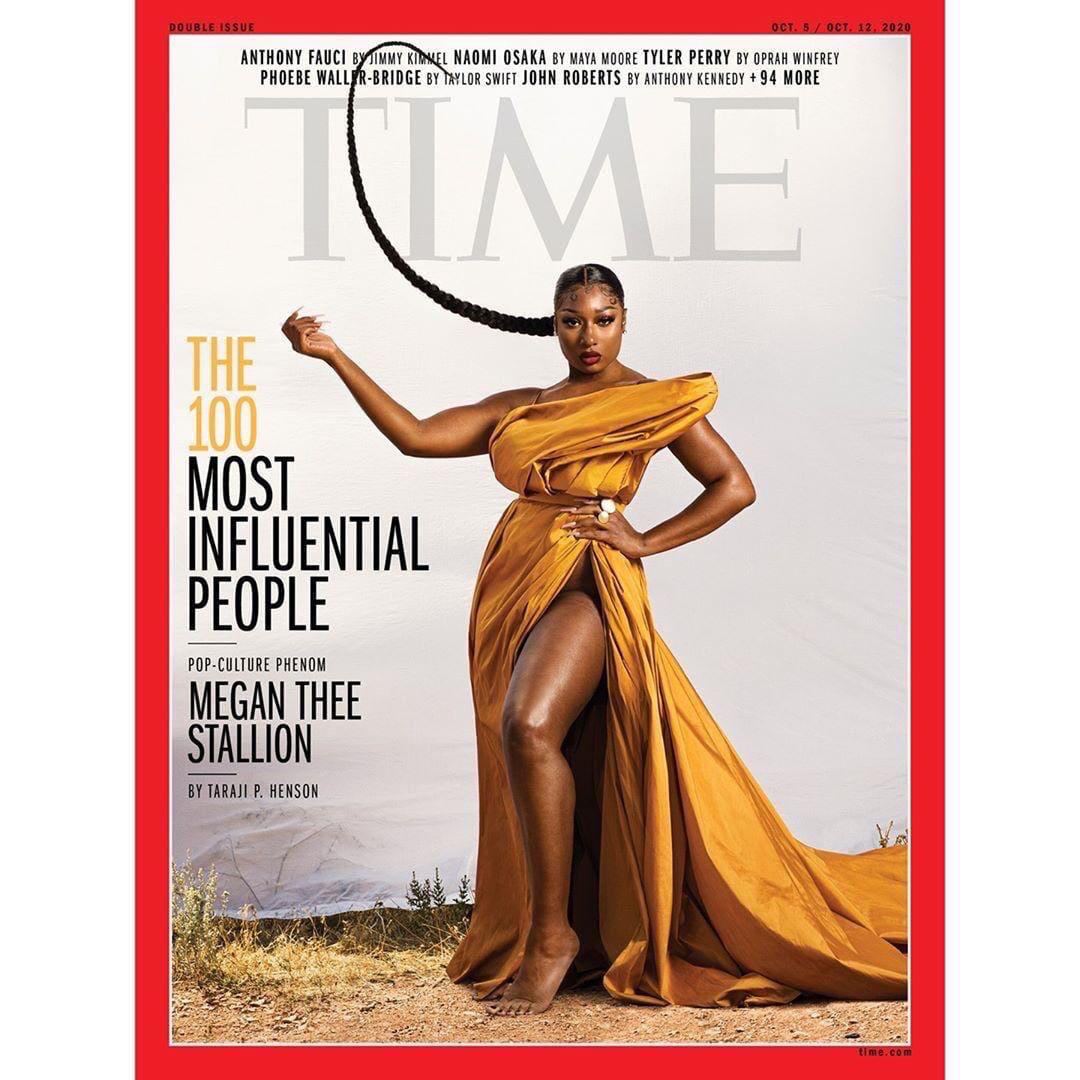 DOUBLE ISSUE
OCT. 5 / OCT. 12, 2020
ANTHONY FAUCI BY JIMMY KIMMEL NAOMI OSAKA BY MAYA MOORE TYLER PERRY BY OPRAH WINFREY
PHOEBE WALLER-BRIDGE BY TAYLOR SWIFT JOHN ROBERTS BY ANTHONY KENNEDY + 94 MORE
TIME
THE
100
MOST
INFLUENTIAL
PEOPLE
POP-CULTURE PHENOM
MEGAN THEE
STALLION
BY TARAJI P. HENSON
time.com